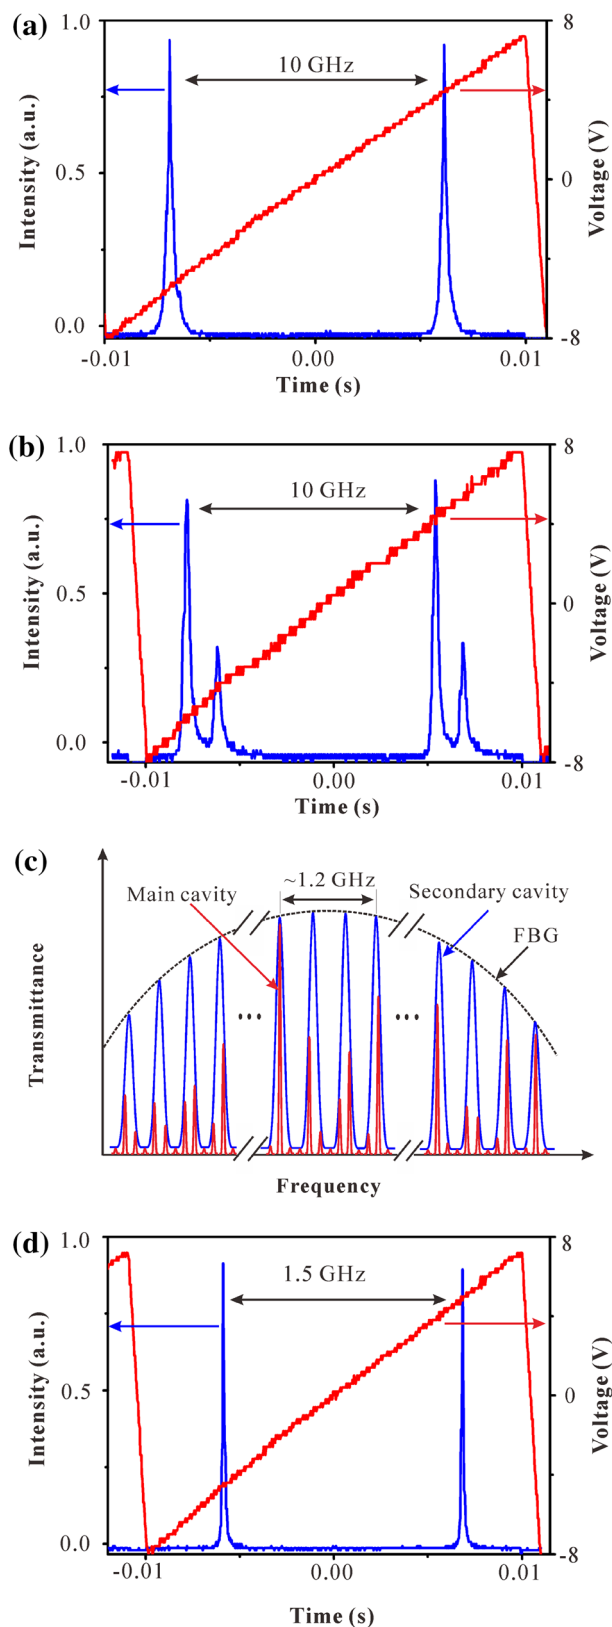 (a)
1.0
8
10 GHz
Intensity (a.u.)
0.5
0
Voltage (V)
0.0
-8
-0.01
0.00
0.01
Time (s)
(b)
1.0
8
10 GHz
Intensity (a.u.)
0.5
0
Voltage (V)
0.0
-8
-0.01
0.00
0.01
Time (s)
(c)
~1.2 GHz
Main cavity
Secondary cavity
FBG
Transmittance
Frequency
(d)
1.0
8
1.5 GHz
Intensity (a.u.)
0.5
0
Voltage (V)
0.0
-8
-0.01
0.00
0.01
Time (s)